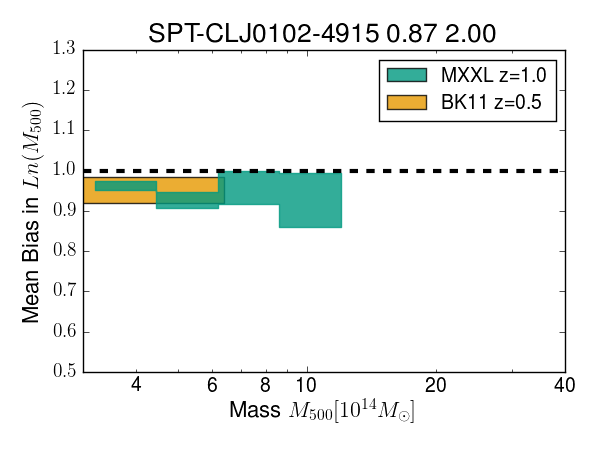 SPT-CLJ0102-4915 0.87 2.00
1.3
1.2
1.1
1.0
0.9
0.8
0.7
0.6
0.5
Mean Bias in Ln(M₅₀₀)
MXXL z=1.0
BK11 z=0.5
4 6 8 10 20 40
Mass M₅₀₀[10¹⁴M☉]